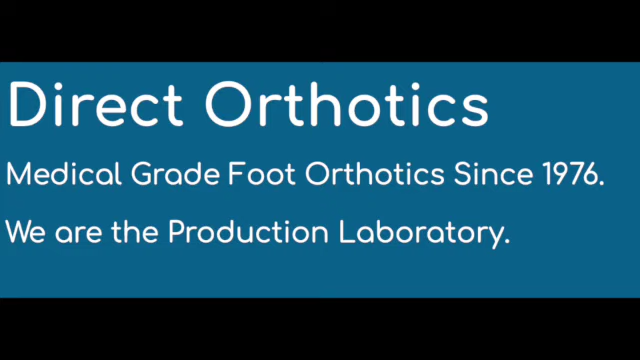 Direct Orthotics
Medical Grade Foot Orthotics Since 1976.
We are the Production Laboratory.